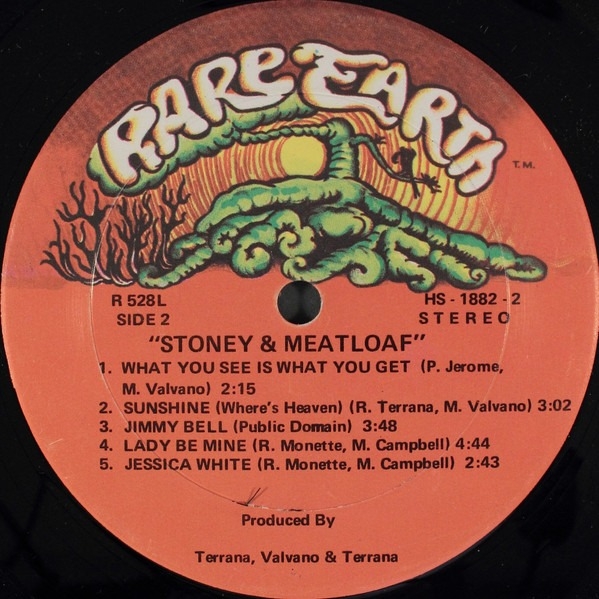 RARE EARTH
T.M.
R 528L
HS - 1882 - 2
SIDE 2
STEREO
"STONEY & MEATLOAF"
1. WHAT YOU SEE IS WHAT YOU GET (P. Jerome,
M. Valvano) 2:15
2. SUNSHINE (Where's Heaven) (R. Terrana, M. Valvano) 3:02
3. JIMMY BELL (Public Domain) 3:48
4. LADY BE MINE (R. Monette, M. Campbell) 4:44
5. JESSICA WHITE (R. Monette, M. Campbell) 2:43
Produced By
Terrana, Valvano & Terrana